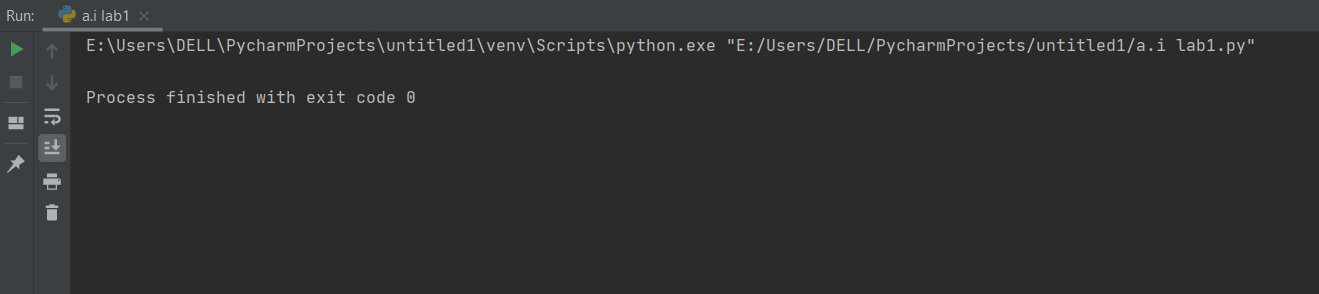 Run: a.i lab1
E:\Users\DELL\PycharmProjects\untitled1\venv\Scripts\python.exe "E:/Users/DELL/PycharmProjects/untitled1/a.i lab1.py"
Process finished with exit code 0